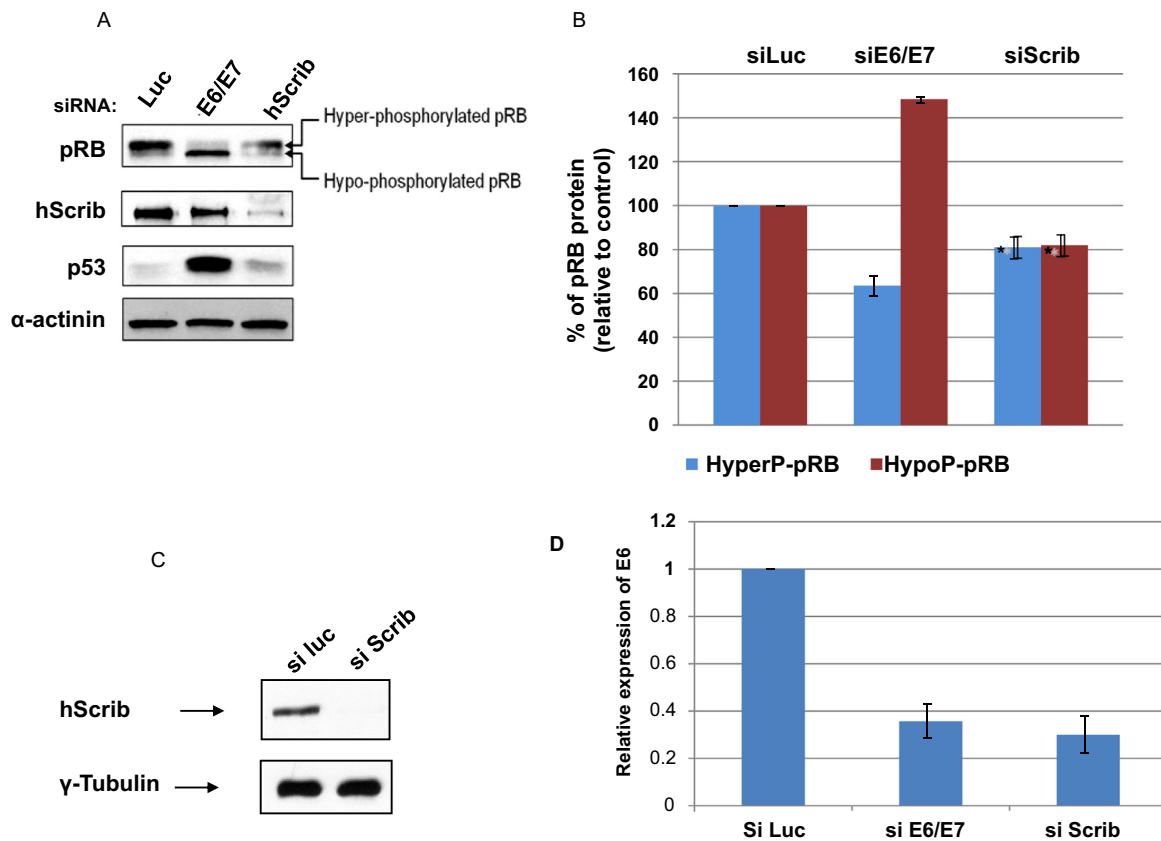 A
siRNA:
Luc
E6/E7
hScrib
pRB
Hyper-phosphorylated pRB
Hypo-phosphorylated pRB
hScrib
p53
α-actinin
B
siLuc
siE6/E7
siScrib
% of pRB protein
(relative to control)
160
140
120
100
80
60
40
20
0
*
*
HyperP-pRB
HypoP-pRB
C
si luc
si Scrib
hScrib
γ-Tubulin
D
Relative expression of E6
1.2
1
0.8
0.6
0.4
0.2
0
Si Luc
si E6/E7
si Scrib